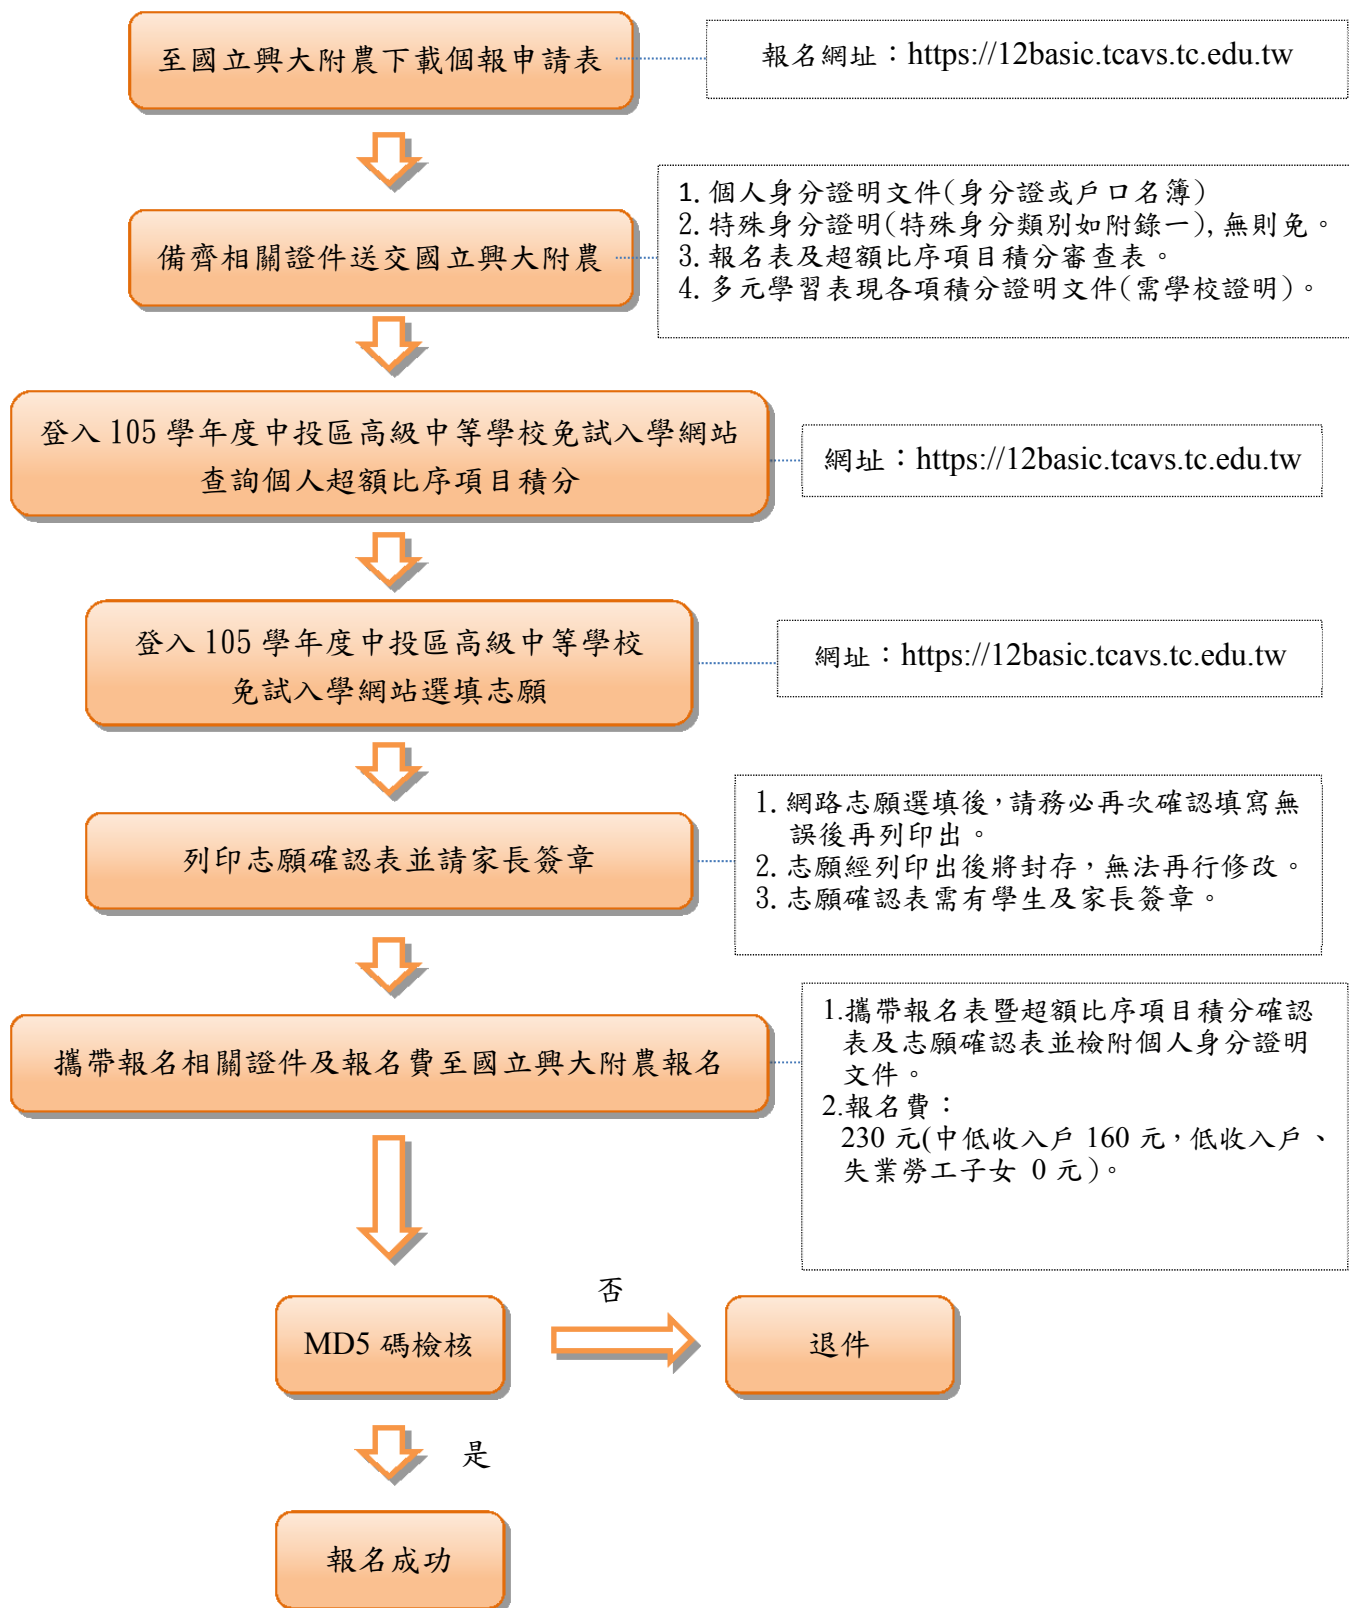 至國立興大附農下載個報申請表
報名網址：https://12basic.tcavs.tc.edu.tw
備齊相關證件送交國立興大附農
1.個人身分證明文件(身分證或戶口名簿)
2.特殊身分證明(特殊身分類別如附錄一),無則免。
3.報名表及超額比序項目積分審查表。
4.多元學習表現各項積分證明文件(需學校證明)。
登入 105 學年度中投區高級中等學校免試入學網站
查詢個人超額比序項目積分
網址：https://12basic.tcavs.tc.edu.tw
登入 105 學年度中投區高級中等學校
免試入學網站選填志願
網址：https://12basic.tcavs.tc.edu.tw
列印志願確認表並請家長簽章
1.網路志願選填後，請務必再次確認填寫無
誤後再列印出。
2.志願經列印出後將封存，無法再行修改。
3.志願確認表需有學生及家長簽章。
攜帶報名相關證件及報名費至國立興大附農報名
1.攜帶報名表暨超額比序項目積分確認
表及志願確認表並檢附個人身分證明
文件。
2.報名費：
230 元(中低收入戶 160 元，低收入戶、
失業勞工子女 0 元)。
MD5 碼檢核
否
退件
是
報名成功